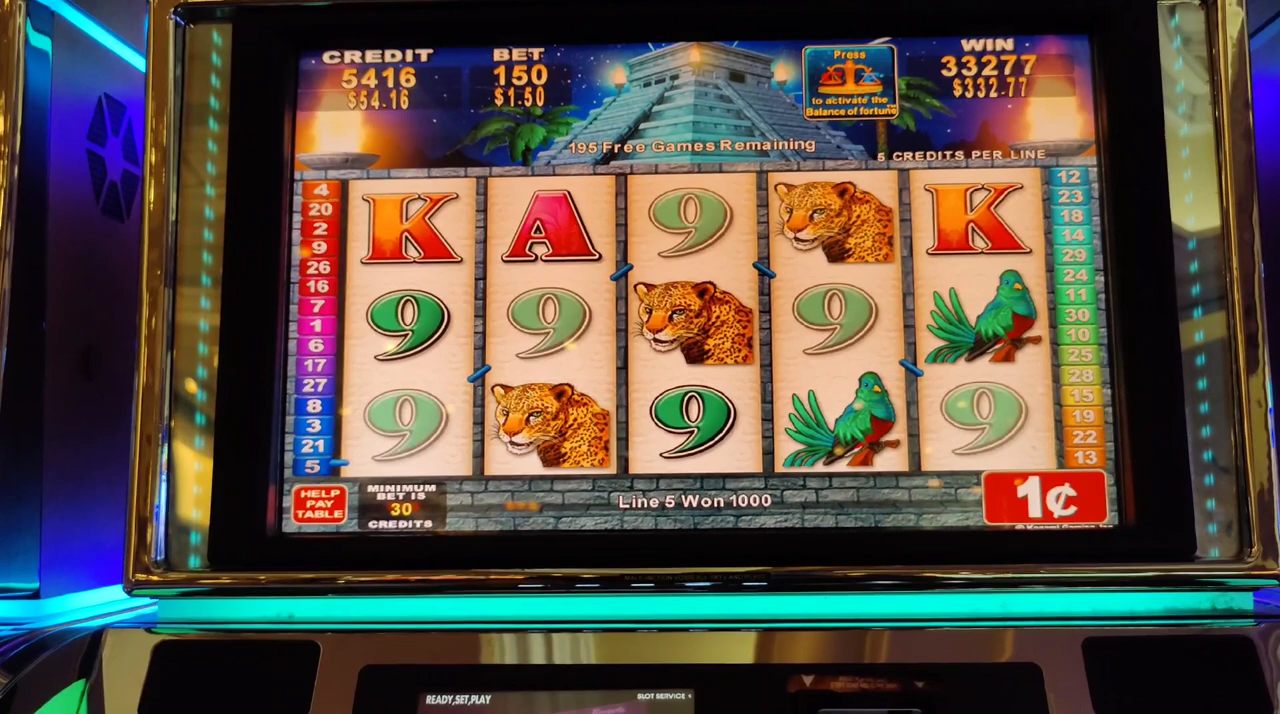 CREDIT
5416
$54.16
BET
150
$1.50
Press
to activate the
Balance of fortune™
WIN
33277
$332.77
195 Free Games Remaining
5 CREDITS PER LINE
4
20
2
9
26
16
7
1
6
17
27
8
3
21
5
K A 9 K
9 9 9
9 9 9
12
23
18
14
29
24
11
30
10
25
28
15
19
22
13
HELP
PAY
TABLE
MINIMUM
BET IS
30
CREDITS
Line 5 Won 1000
1¢
READY,SET,PLAY
SLOT SERVICE